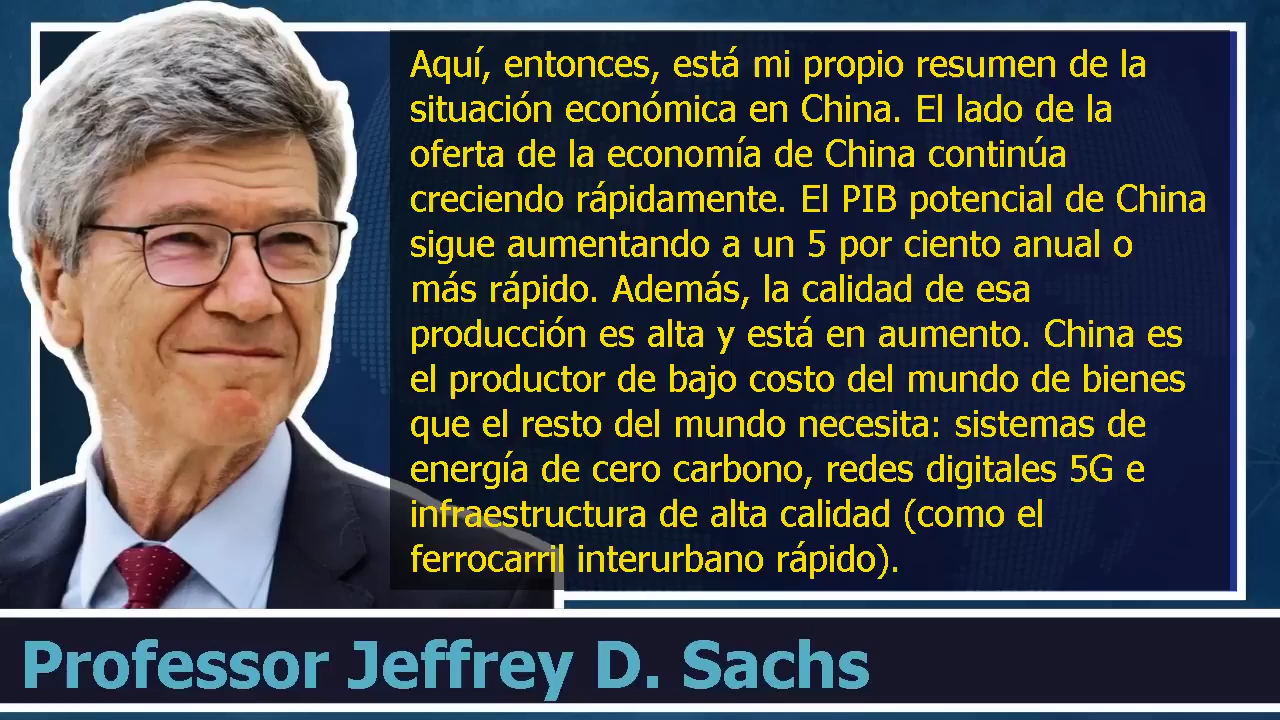 Aquí, entonces, está mi propio resumen de la
situación económica en China. El lado de la
oferta de la economía de China continúa
creciendo rápidamente. El PIB potencial de China
sigue aumentando a un 5 por ciento anual o
más rápido. Además, la calidad de esa
producción es alta y está en aumento. China es
el productor de bajo costo del mundo de bienes
que el resto del mundo necesita: sistemas de
energía de cero carbono, redes digitales 5G e
infraestructura de alta calidad (como el
ferrocarril interurbano rápido).
Professor Jeffrey D. Sachs